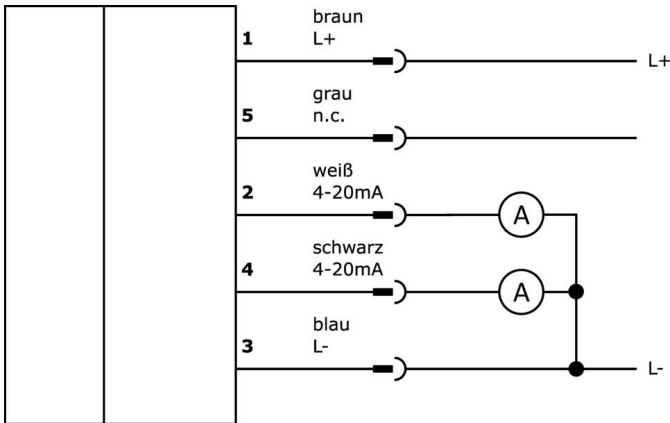 braun
1 L+
L+
grau
5 n.c.
weiß
2 4-20mA
A
schwarz
4 4-20mA
A
blau
3 L-
L-